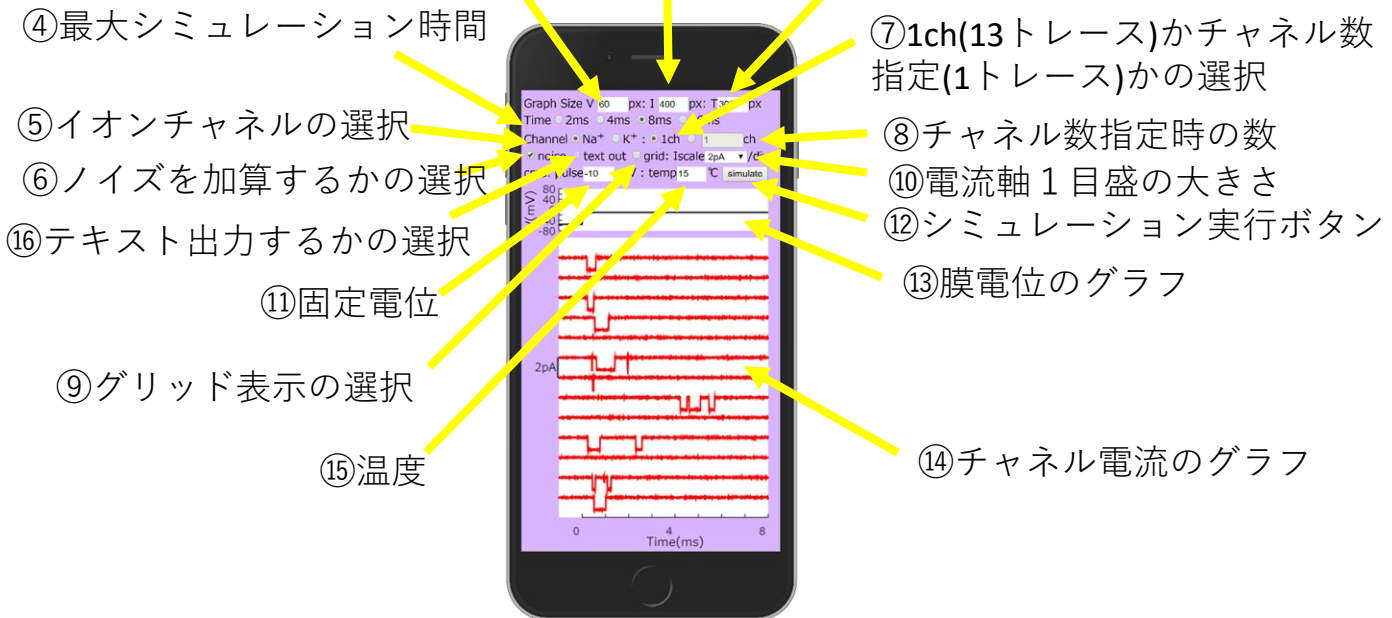 ④最大シミュレーション時間
⑤イオンチャネルの選択
⑥ノイズを加算するかの選択
⑯テキスト出力するかの選択
⑪固定電位
⑨グリッド表示の選択
⑮温度
Graph Size V 60 px: I 400 px: T px
Time 2ms 4ms 8ms
Channel Na⁺ K⁺ : 1ch 1 ch
text out grid: Iscale 2pA
-10 : temp 15 ℃ simulate
80
40
-80
2pA
0 4 8
Time(ms)
⑦1ch(13トレース)かチャネル数
指定(1トレース)かの選択
⑧チャネル数指定時の数
⑩電流軸１目盛の大きさ
⑫シミュレーション実行ボタン
⑬膜電位のグラフ
⑭チャネル電流のグラフ